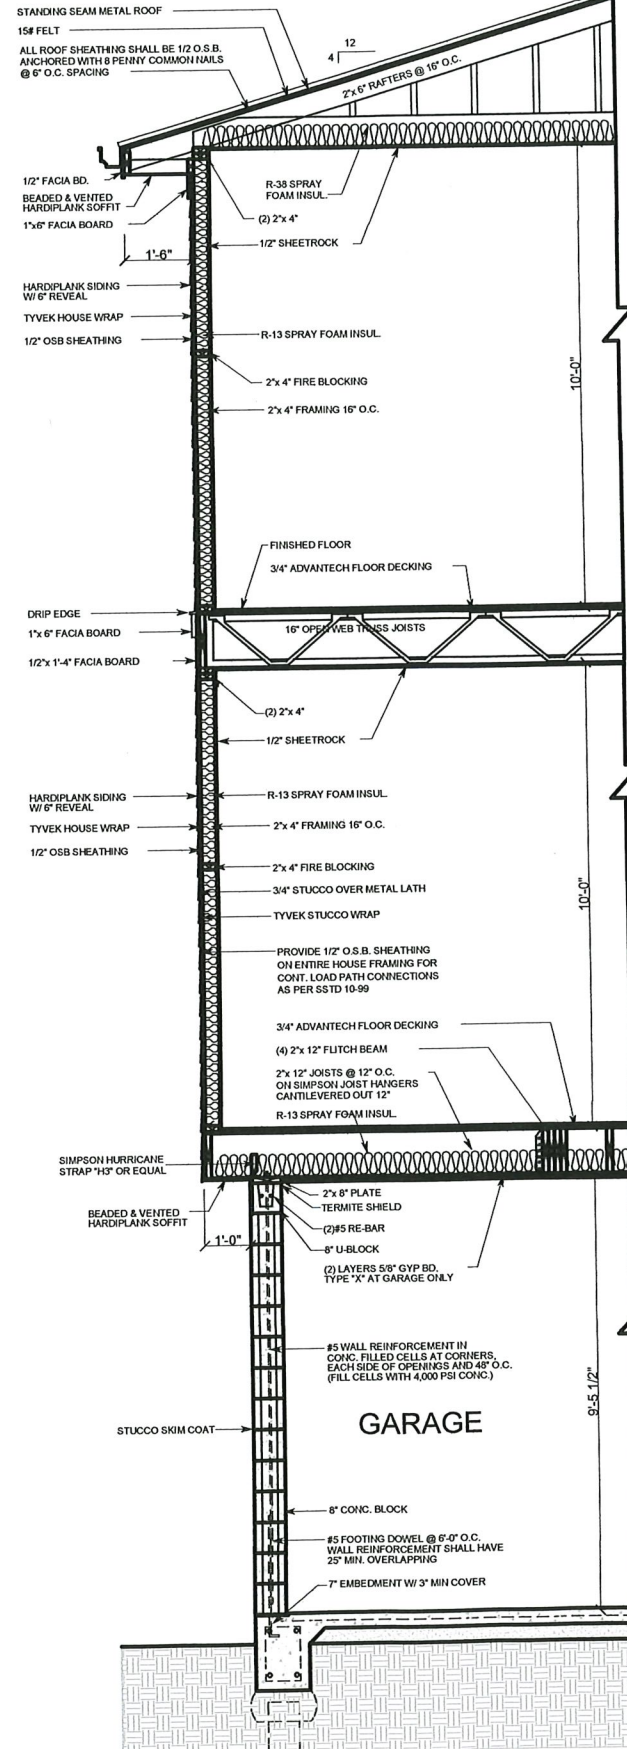 STANDING SEAM METAL ROOF
15# FELT
ALL ROOF SHEATHING SHALL BE 1/2 O.S.B.
ANCHORED WITH 8 PENNY COMMON NAILS
@ 6" O.C. SPACING
12
4
2"x 6" RAFTERS @ 16" O.C.
1/2" FACIA BD.
BEADED & VENTED
HARDIPLANK SOFFIT
1"x6" FACIA BOARD
R-38 SPRAY
FOAM INSUL.
(2) 2"x 4"
1/2" SHEETROCK
1'-6"
HARDIPLANK SIDING
W/ 6" REVEAL
TYVEK HOUSE WRAP
1/2" OSB SHEATHING
R-13 SPRAY FOAM INSUL.
2"x 4" FIRE BLOCKING
2"x 4" FRAMING 16" O.C.
10'-0"
FINISHED FLOOR
3/4" ADVANTECH FLOOR DECKING
DRIP EDGE
1"x 6" FACIA BOARD
1/2"x 1'-4" FACIA BOARD
16" OPEN WEB TRUSS JOISTS
(2) 2"x 4"
1/2" SHEETROCK
HARDIPLANK SIDING
W/ 6" REVEAL
TYVEK HOUSE WRAP
1/2" OSB SHEATHING
R-13 SPRAY FOAM INSUL.
2"x 4" FRAMING 16" O.C.
2"x 4" FIRE BLOCKING
3/4" STUCCO OVER METAL LATH
TYVEK STUCCO WRAP
10'-0"
PROVIDE 1/2" O.S.B. SHEATHING
ON ENTIRE HOUSE FRAMING FOR
CONT. LOAD PATH CONNECTIONS
AS PER SSTD 10-99
3/4" ADVANTECH FLOOR DECKING
(4) 2"x 12" FLITCH BEAM
2"x 12" JOISTS @ 12" O.C.
ON SIMPSON JOIST HANGERS
CANTILEVERED OUT 12"
R-13 SPRAY FOAM INSUL.
SIMPSON HURRICANE
STRAP "H3" OR EQUAL
BEADED & VENTED
HARDIPLANK SOFFIT
1'-0"
2"x 8" PLATE
TERMITE SHIELD
(2)#5 RE-BAR
8" U-BLOCK
(2) LAYERS 5/8" GYP BD.
TYPE "X" AT GARAGE ONLY
#5 WALL REINFORCEMENT IN
CONC. FILLED CELLS AT CORNERS,
EACH SIDE OF OPENINGS AND 48" O.C.
(FILL CELLS WITH 4,000 PSI CONC.)
9'-5 1/2"
GARAGE
STUCCO SKIM COAT
8" CONC. BLOCK
#5 FOOTING DOWEL @ 6'-0" O.C.
WALL REINFORCEMENT SHALL HAVE
25" MIN. OVERLAPPING
7" EMBEDMENT W/ 3" MIN COVER